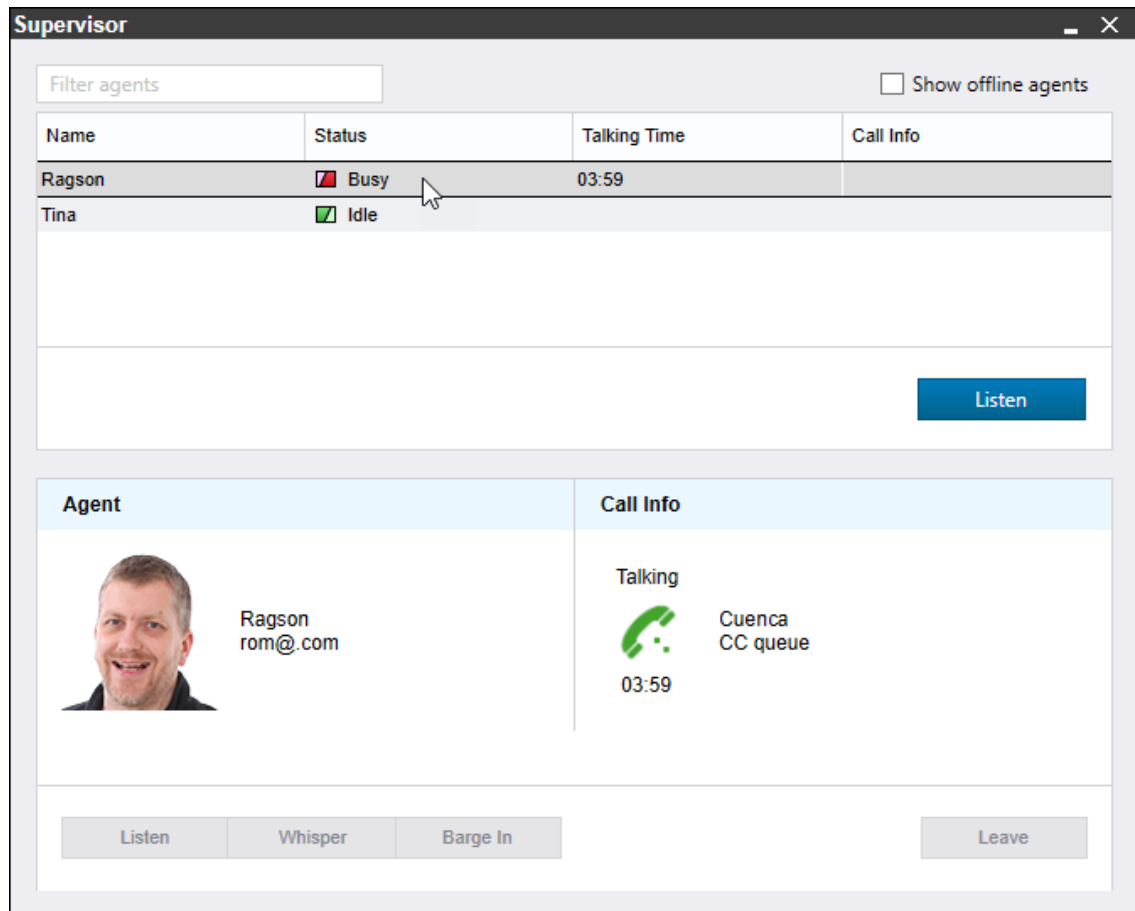 Supervisor
Filter agents
Show offline agents
Name Status Talking Time Call Info
Ragson Busy 03:59
Tina Idle
Listen
Agent Call Info
Talking
Ragson
rom@.com
Cuenca
CC queue
03:59
Listen Whisper Barge In Leave